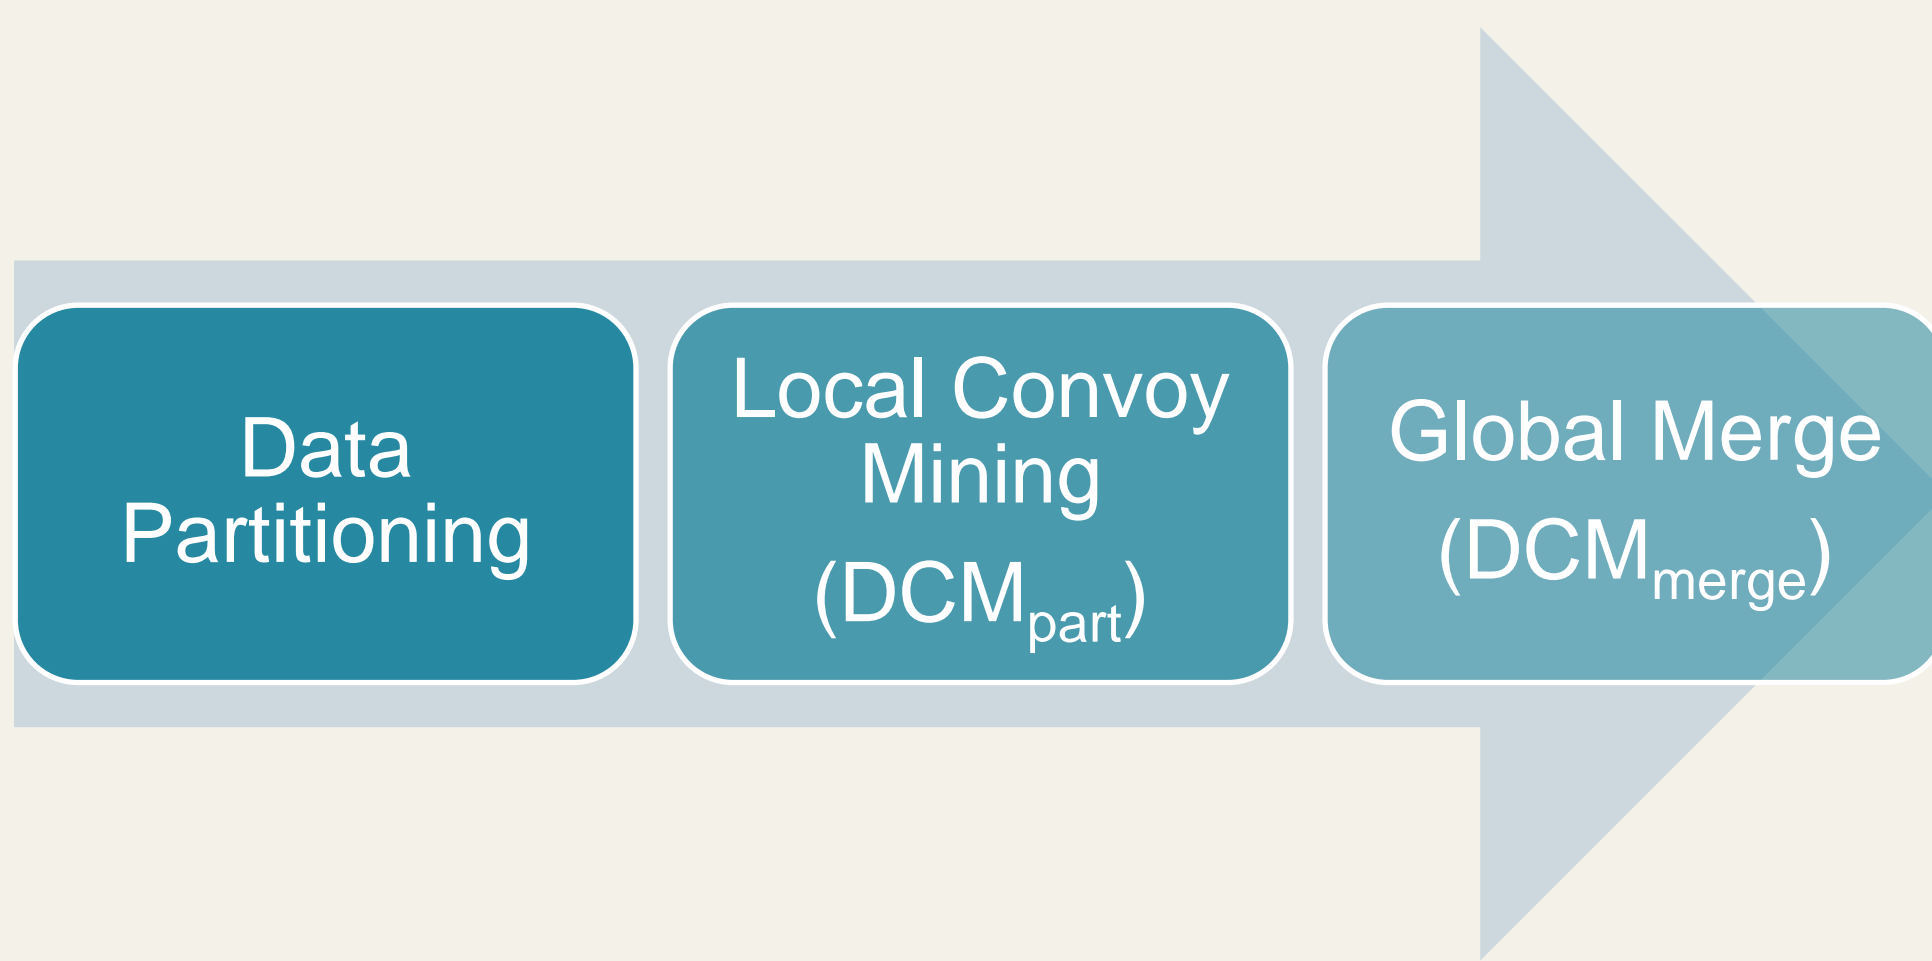 Data
Partitioning
Local Convoy
Mining
(DCMpart)
Global Merge
(DCMmerge)